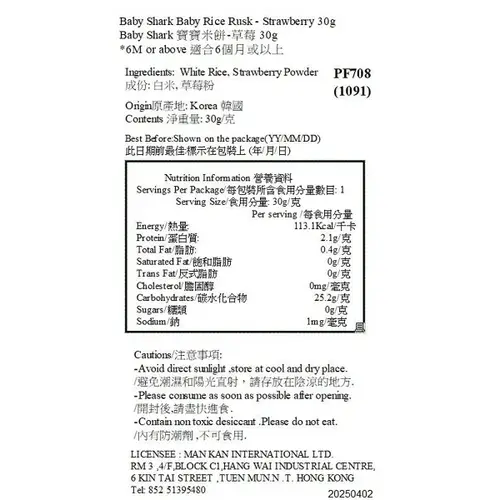 Baby Shark Baby Rice Rusk - Strawberry 30g
Baby Shark 寶寶米餅-草莓 30g
*6M or above 適合6個月或以上
Ingredients: White Rice, Strawberry Powder
成份: 白米, 草莓粉
PF708
(1091)
Origin原產地: Korea 韓國
Contents 淨重量: 30g/克
Best Before:Shown on the package(YY/MM/DD)
此日期前最佳:標示在包裝上 (年/月/日)
Nutrition Information 營養資料
Servings Per Package/每包裝所含食用分量數目: 1
Serving Size/食用分量: 30g/克
Per serving /每食用分量
Energy/熱量: 113.1Kcal/千卡
Protein/蛋白質: 2.1g/克
Total Fat/脂肪: 0.4g/克
Saturated Fat/飽和脂肪 0g/克
Trans Fat/反式脂肪 0g/克
Cholesterol/膽固醇 0mg/毫克
Carbohydrates/碳水化合物 25.2g/克
Sugars/糖類 0g/克
Sodium/鈉 1mg/毫克
Cautions/注意事項:
-Avoid direct sunlight ,store at cool and dry place.
/避免潮濕和陽光直射，請存放在陰涼的地方.
-Please consume as soon as possible after opening.
/開封後,請盡快進食.
-Contain non toxic desiccant .Please do not eat.
/內有防潮劑 ,不可食用.
LICENSEE : MAN KAN INTERNATIONAL LTD.
RM 3 ,4/F,BLOCK C1,HANG WAI INDUSTRIAL CENTRE,
6 KIN TAI STREET ,TUEN MUN.N .T. HONG KONG
Tel: 852 51395480
20250402